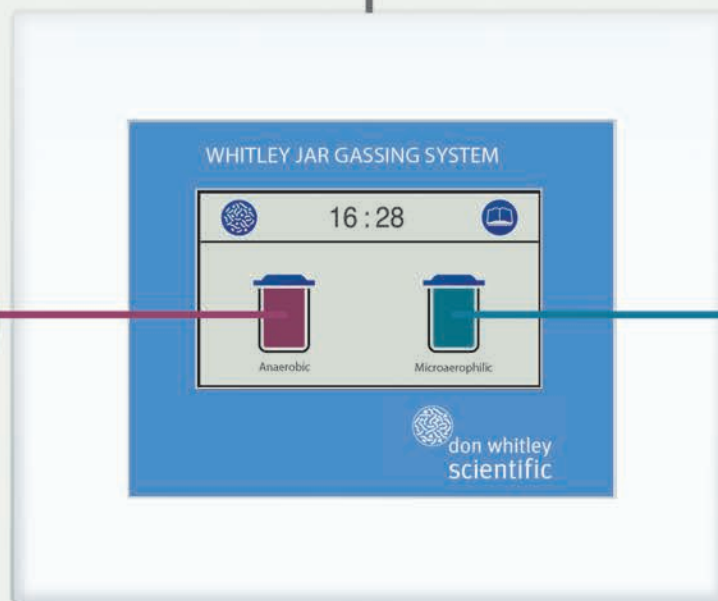 WHITLEY JAR GASSING SYSTEM
16:28
Anaerobic
Microaerophilic
don whitley
scientific